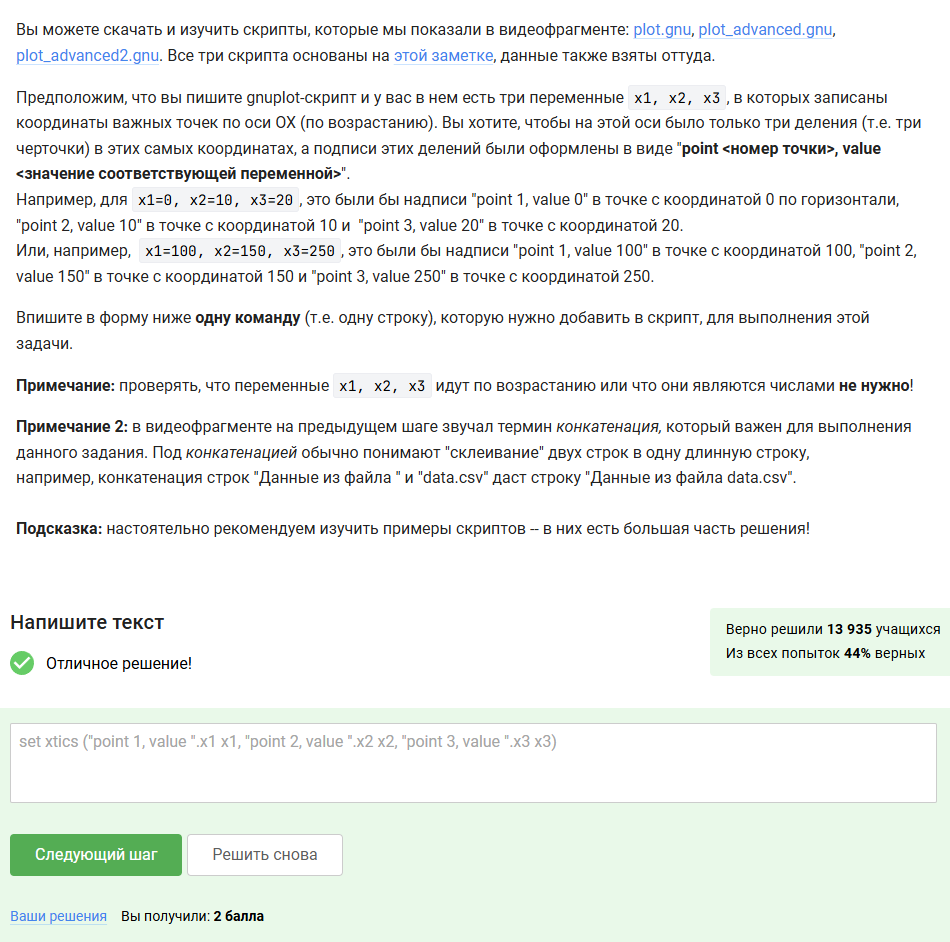 Вы можете скачать и изучить скрипты, которые мы показали в видеофрагменте: plot.gnu, plot_advanced.gnu,
plot_advanced2.gnu. Все три скрипта основаны на этой заметке, данные также взяты оттуда.
Предположим, что вы пишите gnuplot-скрипт и у вас в нем есть три переменные x1, x2, x3, в которых записаны
координаты важных точек по оси OX (по возрастанию). Вы хотите, чтобы на этой оси было только три деления (т.е. три
черточки) в этих самых координатах, а подписи этих делений были оформлены в виде "point <номер точки>, value
<значение соответствующей переменной>".
Например, для x1=0, x2=10, x3=20, это были бы надписи "point 1, value 0" в точке с координатой 0 по горизонтали,
"point 2, value 10" в точке с координатой 10 и "point 3, value 20" в точке с координатой 20.
Или, например, x1=100, x2=150, x3=250, это были бы надписи "point 1, value 100" в точке с координатой 100, "point 2,
value 150" в точке с координатой 150 и "point 3, value 250" в точке с координатой 250.
Впишите в форму ниже одну команду (т.е. одну строку), которую нужно добавить в скрипт, для выполнения этой
задачи.
Примечание: проверять, что переменные x1, x2, x3 идут по возрастанию или что они являются числами не нужно!
Примечание 2: в видеофрагменте на предыдущем шаге звучал термин конкатенация, который важен для выполнения
данного задания. Под конкатенацией обычно понимают "склеивание" двух строк в одну длинную строку,
например, конкатенация строк "Данные из файла " и "data.csv" даст строку "Данные из файла data.csv".
Подсказка: настоятельно рекомендуем изучить примеры скриптов -- в них есть большая часть решения!
Напишите текст
Верно решили 13 935 учащихся
Из всех попыток 44% верных
Отличное решение!
set xtics ("point 1, value ".x1 x1, "point 2, value ".x2 x2, "point 3, value ".x3 x3)
Следующий шаг Решить снова
Ваши решения Вы получили: 2 балла